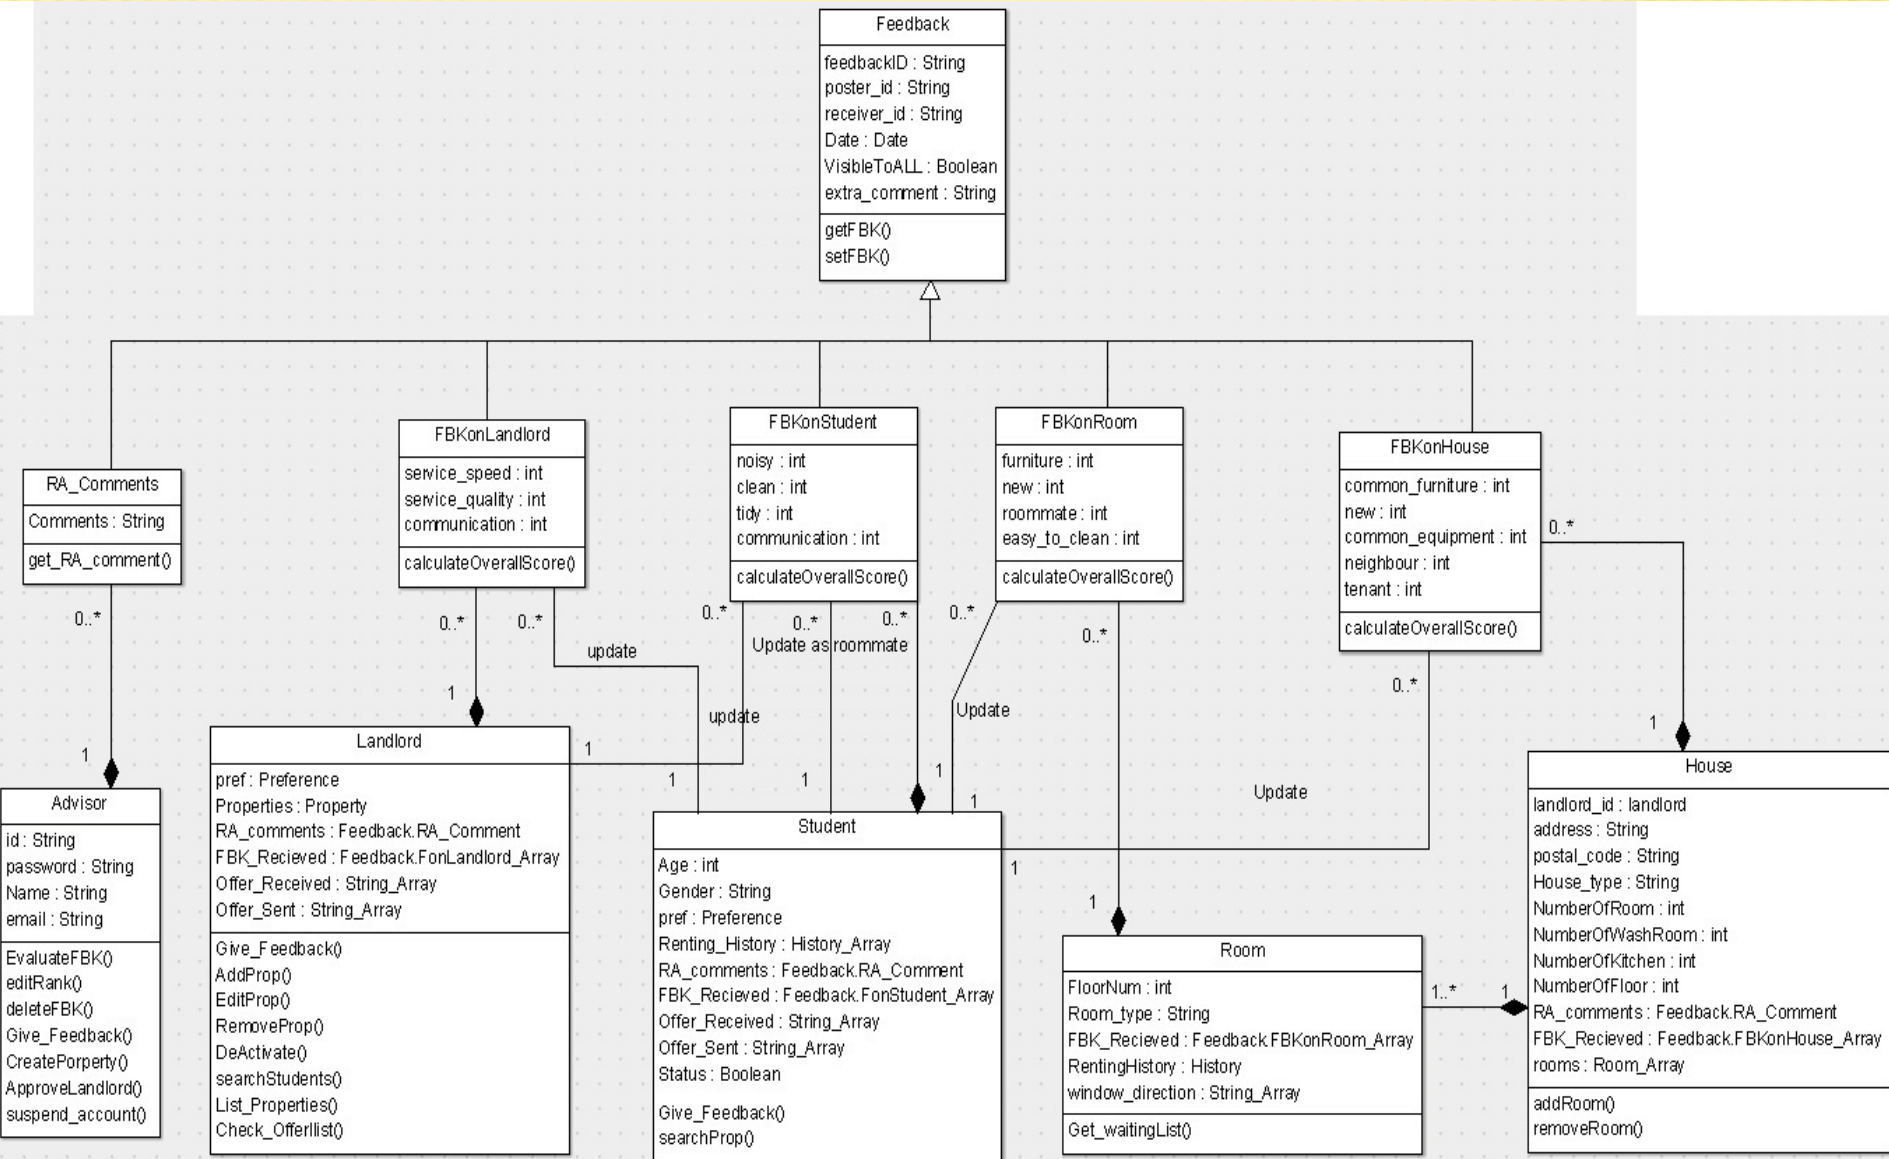 Feedback
feedbackID : String
poster_id : String
receiver_id : String
Date : Date
VisibleToALL : Boolean
extra_comment : String
getFBK()
setFBK()
RA_Comments
Comments : String
get_RA_comment()
0..*
1
FBKonLandlord
service_speed : int
service_quality : int
communication : int
calculateOverallScore()
0..*
0..*
update
1
1
FBKonStudent
noisy : int
clean : int
tidy : int
communication : int
calculateOverallScore()
0..*
0..*
0..*
Update as roommate
update
1
1
1
FBKonRoom
furniture : int
new : int
roommate : int
easy_to_clean : int
calculateOverallScore()
0..*
0..*
Update
1
1
FBKonHouse
common_furniture : int
new : int
common_equipment : int
neighbour : int
tenant : int
calculateOverallScore()
0..*
0..*
Update
1
1
Advisor
id : String
password : String
Name : String
email : String
EvaluateFBK()
editRank()
deleteFBK()
Give_Feedback()
CreatePorperty()
ApproveLandlord()
suspend_account()
Landlord
pref : Preference
Properties : Property
RA_comments : Feedback.RA_Comment
FBK_Recieved : Feedback.FonLandlord_Array
Offer_Received : String_Array
Offer_Sent : String_Array
Give_Feedback()
AddProp()
EditProp()
RemoveProp()
DeActivate()
searchStudents()
List_Properties()
Check_Offerllist()
Student
Age : int
Gender : String
pref : Preference
Renting_History : History_Array
RA_comments : Feedback.RA_Comment
FBK_Recieved : Feedback.FonStudent_Array
Offer_Received : String_Array
Offer_Sent : String_Array
Status : Boolean
Give_Feedback()
searchProp()
Room
FloorNum : int
Room_type : String
FBK_Recieved : Feedback.FBKonRoom_Array
RentingHistory : History
window_direction : String_Array
Get_waitingList()
1..*
1
House
landlord_id : landlord
address : String
postal_code : String
House_type : String
NumberOfRoom : int
NumberOfWashRoom : int
NumberOfKitchen : int
NumberOfFloor : int
RA_comments : Feedback.RA_Comment
FBK_Recieved : Feedback.FBKonHouse_Array
rooms : Room_Array
addRoom()
removeRoom()